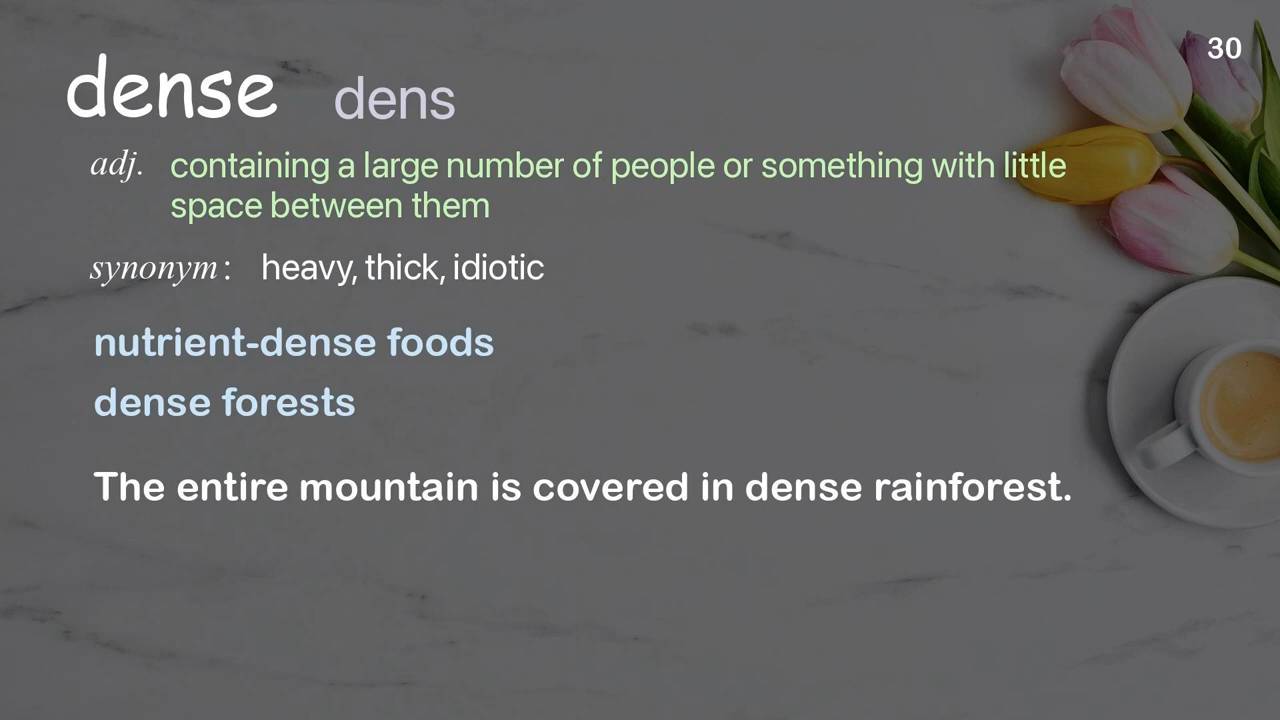 30
dense dens
adj. containing a large number of people or something with little
space between them
synonym: heavy, thick, idiotic
nutrient-dense foods
dense forests
The entire mountain is covered in dense rainforest.